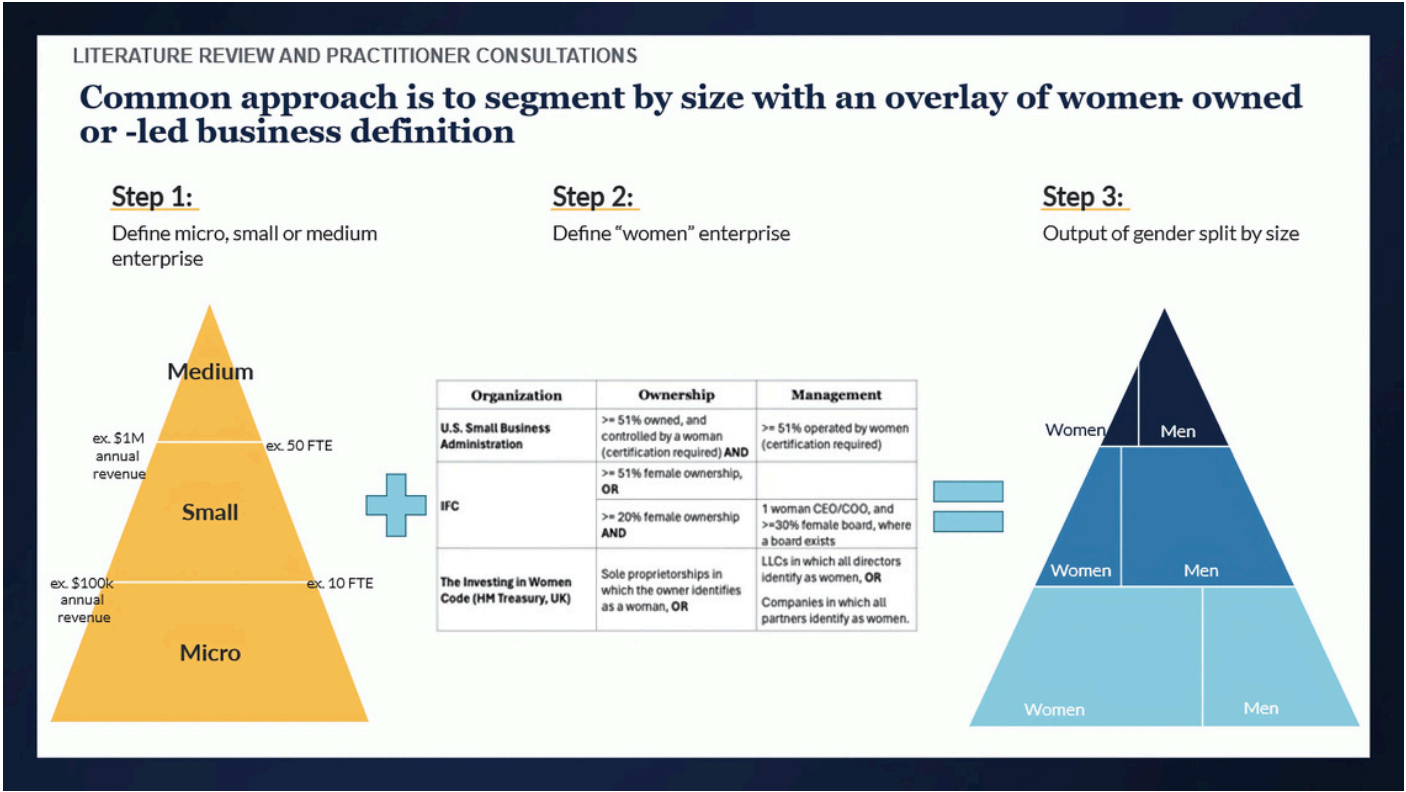 LITERATURE REVIEW AND PRACTITIONER CONSULTATIONS
Common approach is to segment by size with an overlay of women- owned
or -led business definition
Step 1:
Define micro, small or medium
enterprise
Medium
ex. $1M
annual
revenue
ex. 50 FTE
Small
ex. $100k
annual
revenue
ex. 10 FTE
Micro
Step 2:
Define “women” enterprise
Organization
Ownership
Management
U.S. Small Business
Administration
>= 51% owned, and
controlled by a woman
(certification required) AND
>= 51% operated by women
(certification required)
IFC
>= 51% female ownership,
OR
>= 20% female ownership
AND
1 woman CEO/COO, and
>=30% female board, where
a board exists
The Investing in Women
Code (HM Treasury, UK)
Sole proprietorships in
which the owner identifies
as a woman, OR
LLCs in which all directors
identify as women, OR
Companies in which all
partners identify as women.
Step 3:
Output of gender split by size
Women
Men
Women
Men
Women
Men